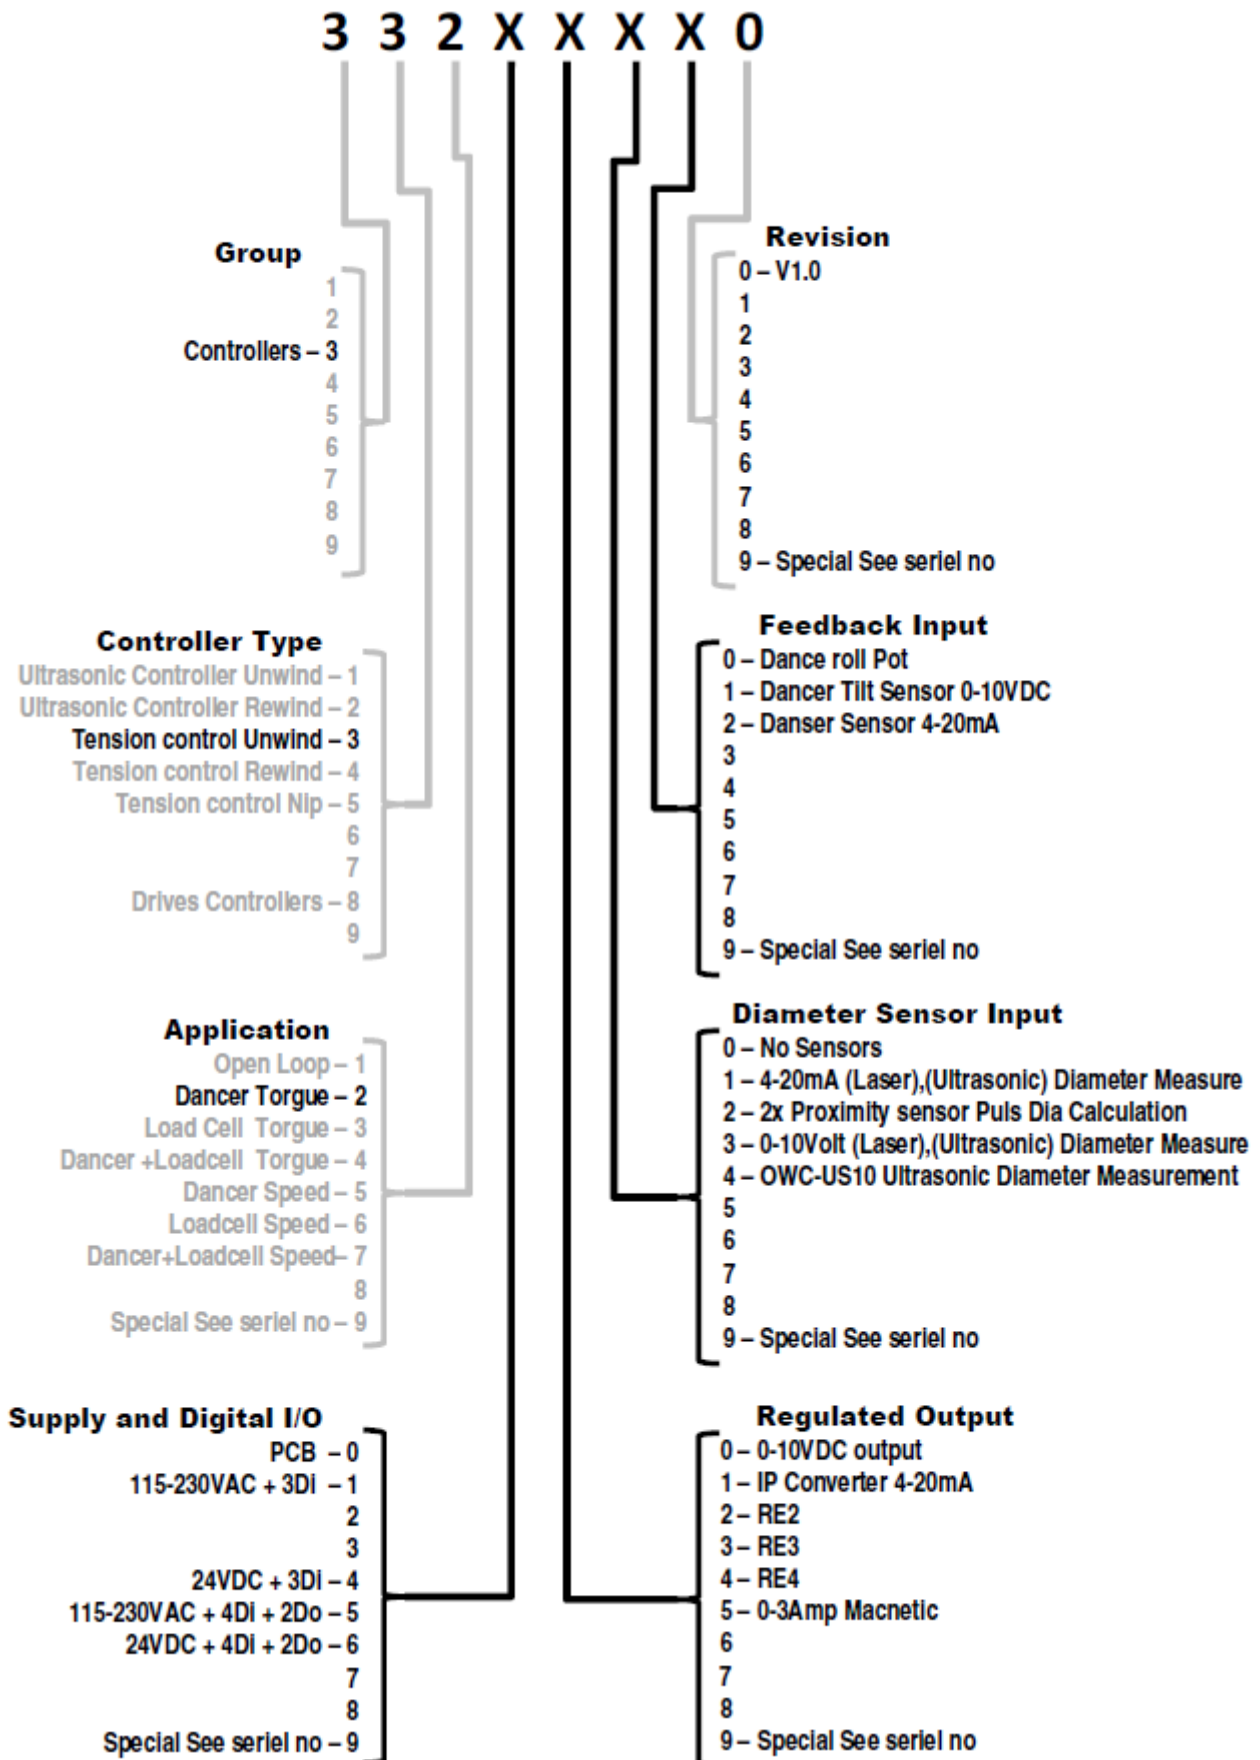 3 3 2 X X X X 0
Group
1
2
Controllers – 3
4
5
6
7
8
9
Revision
0 – V1.0
1
2
3
4
5
6
7
8
9 – Special See seriel no
Controller Type
Ultrasonic Controller Unwind – 1
Ultrasonic Controller Rewind – 2
Tension control Unwind – 3
Tension control Rewind – 4
Tension control Nip – 5
6
7
Drives Controllers – 8
9
Feedback Input
0 – Dance roll Pot
1 – Dancer Tilt Sensor 0-10VDC
2 – Danser Sensor 4-20mA
3
4
5
6
7
8
9 – Special See seriel no
Application
Open Loop – 1
Dancer Torgue – 2
Load Cell Torgue – 3
Dancer +Loadcell Torgue – 4
Dancer Speed – 5
Loadcell Speed – 6
Dancer+Loadcell Speed– 7
8
Special See seriel no – 9
Diameter Sensor Input
0 – No Sensors
1 – 4-20mA (Laser),(Ultrasonic) Diameter Measure
2 – 2x Proximity sensor Puls Dia Calculation
3 – 0-10Volt (Laser),(Ultrasonic) Diameter Measure
4 – OWC-US10 Ultrasonic Diameter Measurement
5
6
7
8
9 – Special See seriel no
Supply and Digital I/O
PCB – 0
115-230VAC + 3Di – 1
2
3
24VDC + 3Di – 4
115-230VAC + 4Di + 2Do – 5
24VDC + 4Di + 2Do – 6
7
8
Special See seriel no – 9
Regulated Output
0 – 0-10VDC output
1 – IP Converter 4-20mA
2 – RE2
3 – RE3
4 – RE4
5 – 0-3Amp Macnetic
6
7
8
9 – Special See seriel no